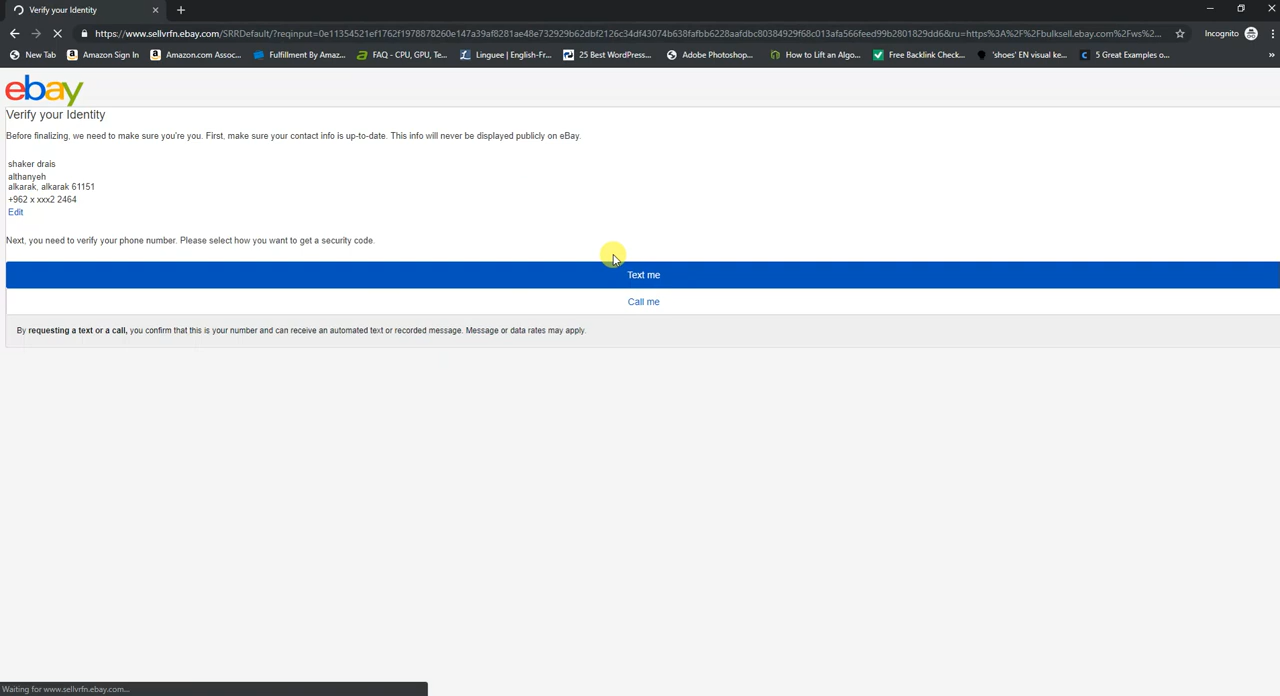 Verify your Identity
https://www.sellvrfn.ebay.com/SRRDefault/?reqinput=0e11354521ef1762f1978878260e147a39af8281ae48e732929b62dbf2126c34df43074b638fafbb6228aafdbc80384929f68c013afa566feed99b2801829dd6&ru=https%3A%2F%2Fbulksell.ebay.com%2Fws%2... Incognito
New Tab Amazon Sign In Amazon.com Assoc... Fulfillment By Amaz... FAQ - CPU, GPU, Te... Linguee | English-Fr... 25 Best WordPress... Adobe Photoshop... How to Lift an Algo... Free Backlink Check... 'shoes' EN visual ke... 5 Great Examples o... »
ebay
Verify your Identity
Before finalizing, we need to make sure you're you. First, make sure your contact info is up-to-date. This info will never be displayed publicly on eBay.
shaker drais
althanyeh
alkarak, alkarak 61151
+962 x xxx2 2464
Edit
Next, you need to verify your phone number. Please select how you want to get a security code.
Text me
Call me
By requesting a text or a call, you confirm that this is your number and can receive an automated text or recorded message. Message or data rates may apply.
Waiting for www.sellvrfn.ebay.com...